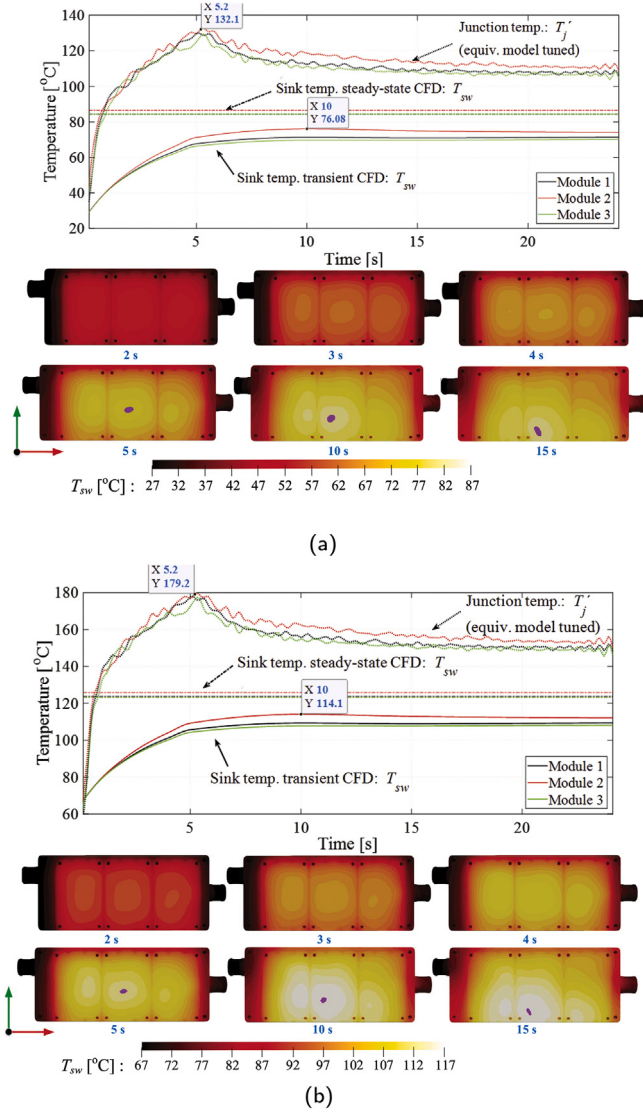 X 5.2
Y 132.1
Junction temp.: T′j
(equiv. model tuned)
Sink temp. steady-state CFD: Tsw
X 10
Y 76.08
Sink temp. transient CFD: Tsw
Module 1
Module 2
Module 3
Temperature [°C]
140
120
100
80
60
40
20
5
10
15
20
Time [s]
2 s
3 s
4 s
5 s
10 s
15 s
Tsw [°C] :
27 32 37 42 47 52 57 62 67 72 77 82 87
(a)
X 5.2
Y 179.2
Junction temp.: T′j
(equiv. model tuned)
Sink temp. steady-state CFD: Tsw
X 10
Y 114.1
Sink temp. transient CFD: Tsw
Module 1
Module 2
Module 3
Temperature [°C]
180
160
140
120
100
80
60
5
10
15
20
Time [s]
2 s
3 s
4 s
5 s
10 s
15 s
Tsw [°C] :
67 72 77 82 87 92 97 102 107 112 117
(b)